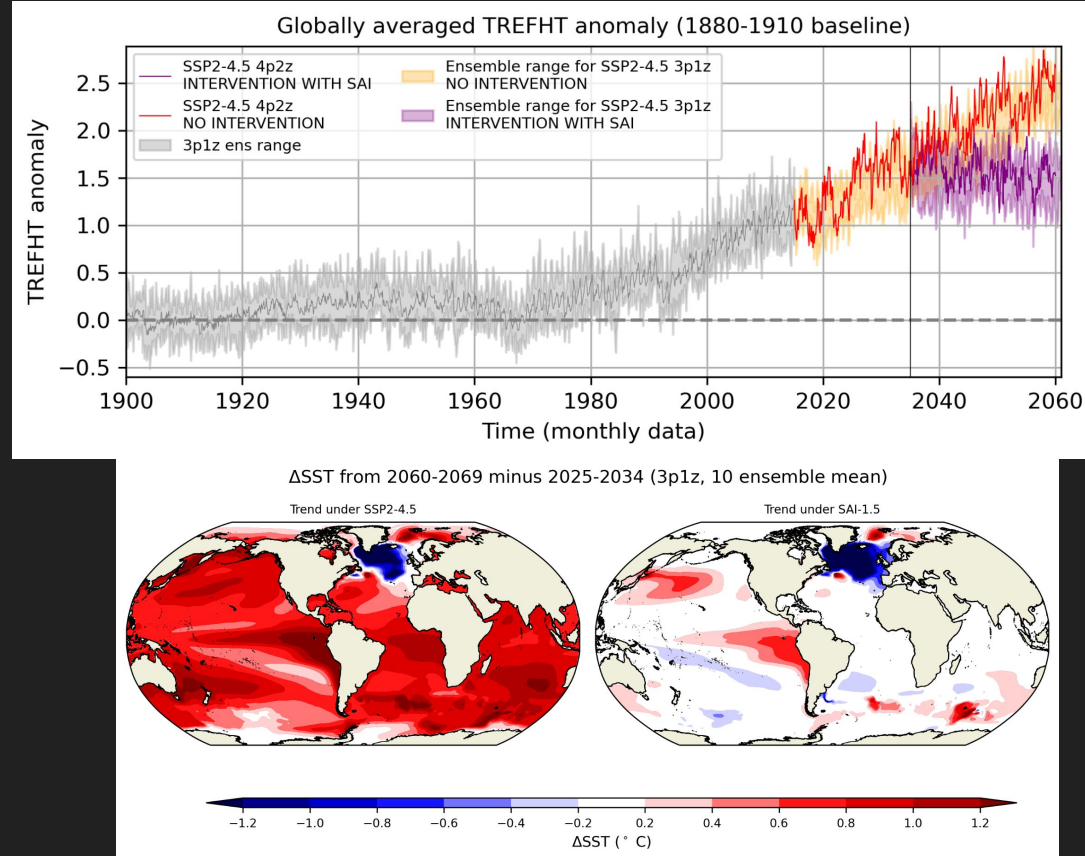 Globally averaged TREFHT anomaly (1880-1910 baseline)
SSP2-4.5 4p2z
INTERVENTION WITH SAI
SSP2-4.5 4p2z
NO INTERVENTION
3p1z ens range
Ensemble range for SSP2-4.5 3p1z
NO INTERVENTION
Ensemble range for SSP2-4.5 3p1z
INTERVENTION WITH SAI
TREFHT anomaly
2.5
2.0
1.5
1.0
0.5
0.0
−0.5
1900 1920 1940 1960 1980 2000 2020 2040 2060
Time (monthly data)
ΔSST from 2060-2069 minus 2025-2034 (3p1z, 10 ensemble mean)
Trend under SSP2-4.5
Trend under SAI-1.5
−1.2 −1.0 −0.8 −0.6 −0.4 −0.2 0.2 0.4 0.6 0.8 1.0 1.2
ΔSST (° C)